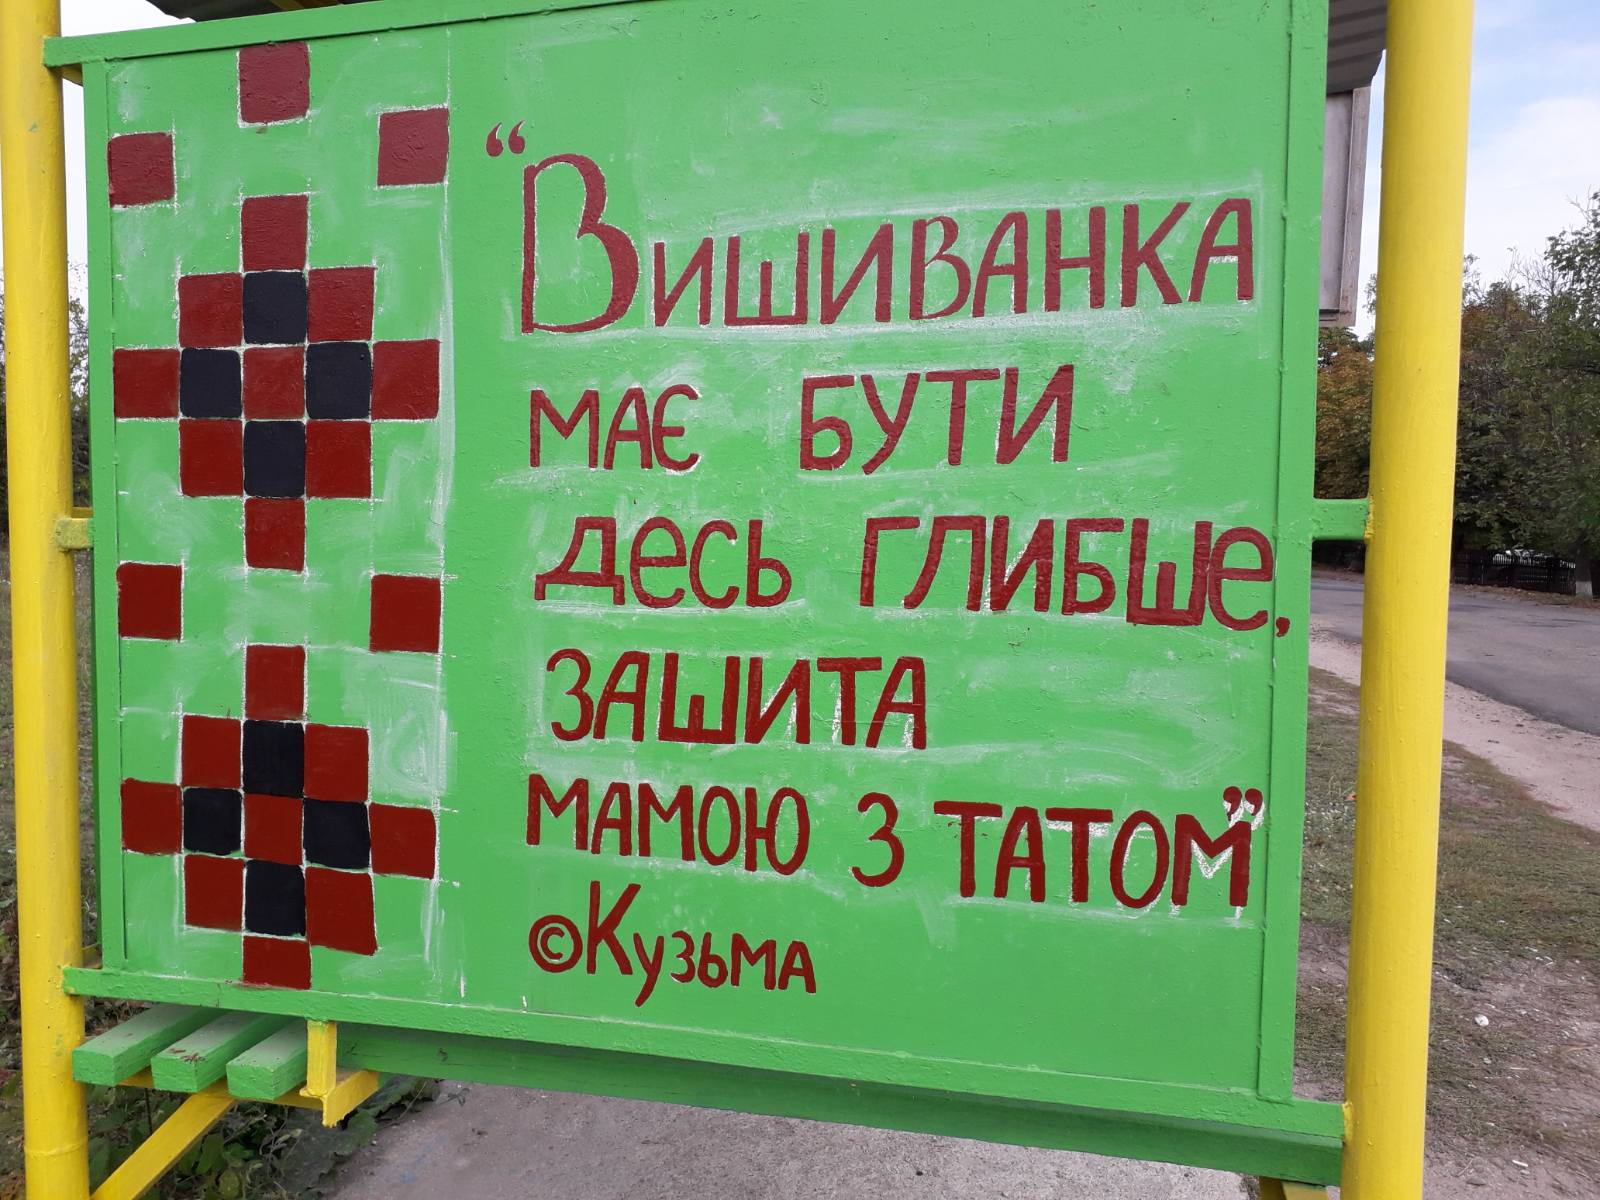 “Вишиванка
має бути
десь глибше,
зашита
мамою з татом”
©Кузьма